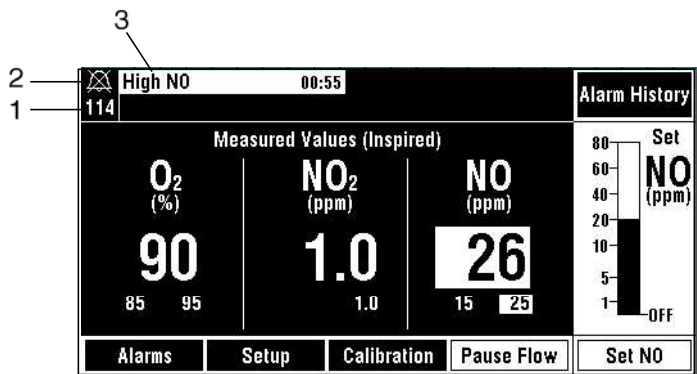 3
2
1
High NO 00:55
114
Alarm History
Measured Values (Inspired)
O₂
(%)
90
85 95
NO₂
(ppm)
1.0
1.0
NO
(ppm)
26
15 25
Set
NO
(ppm)
80
60
40
20
10
5
1
OFF
Alarms Setup Calibration Pause Flow Set NO